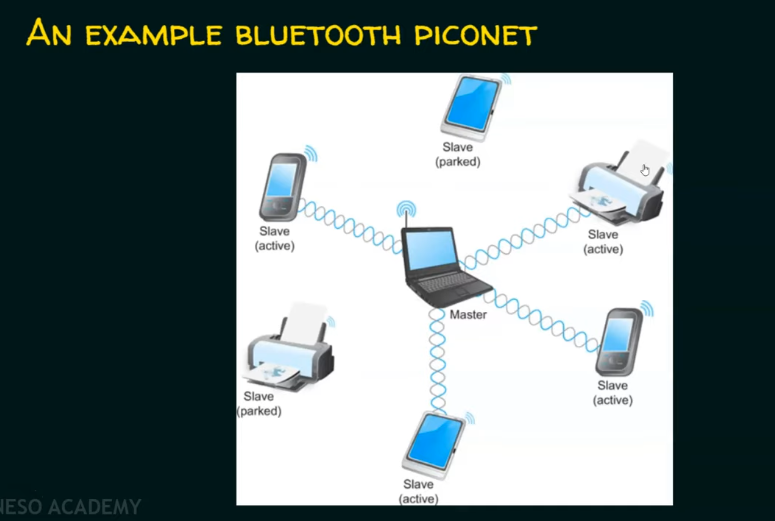 AN EXAMPLE BLUETOOTH PICONET
Slave
(parked)
Slave
(active)
Slave
(active)
Master
Slave
(active)
Slave
(parked)
Slave
(active)
NESO ACADEMY